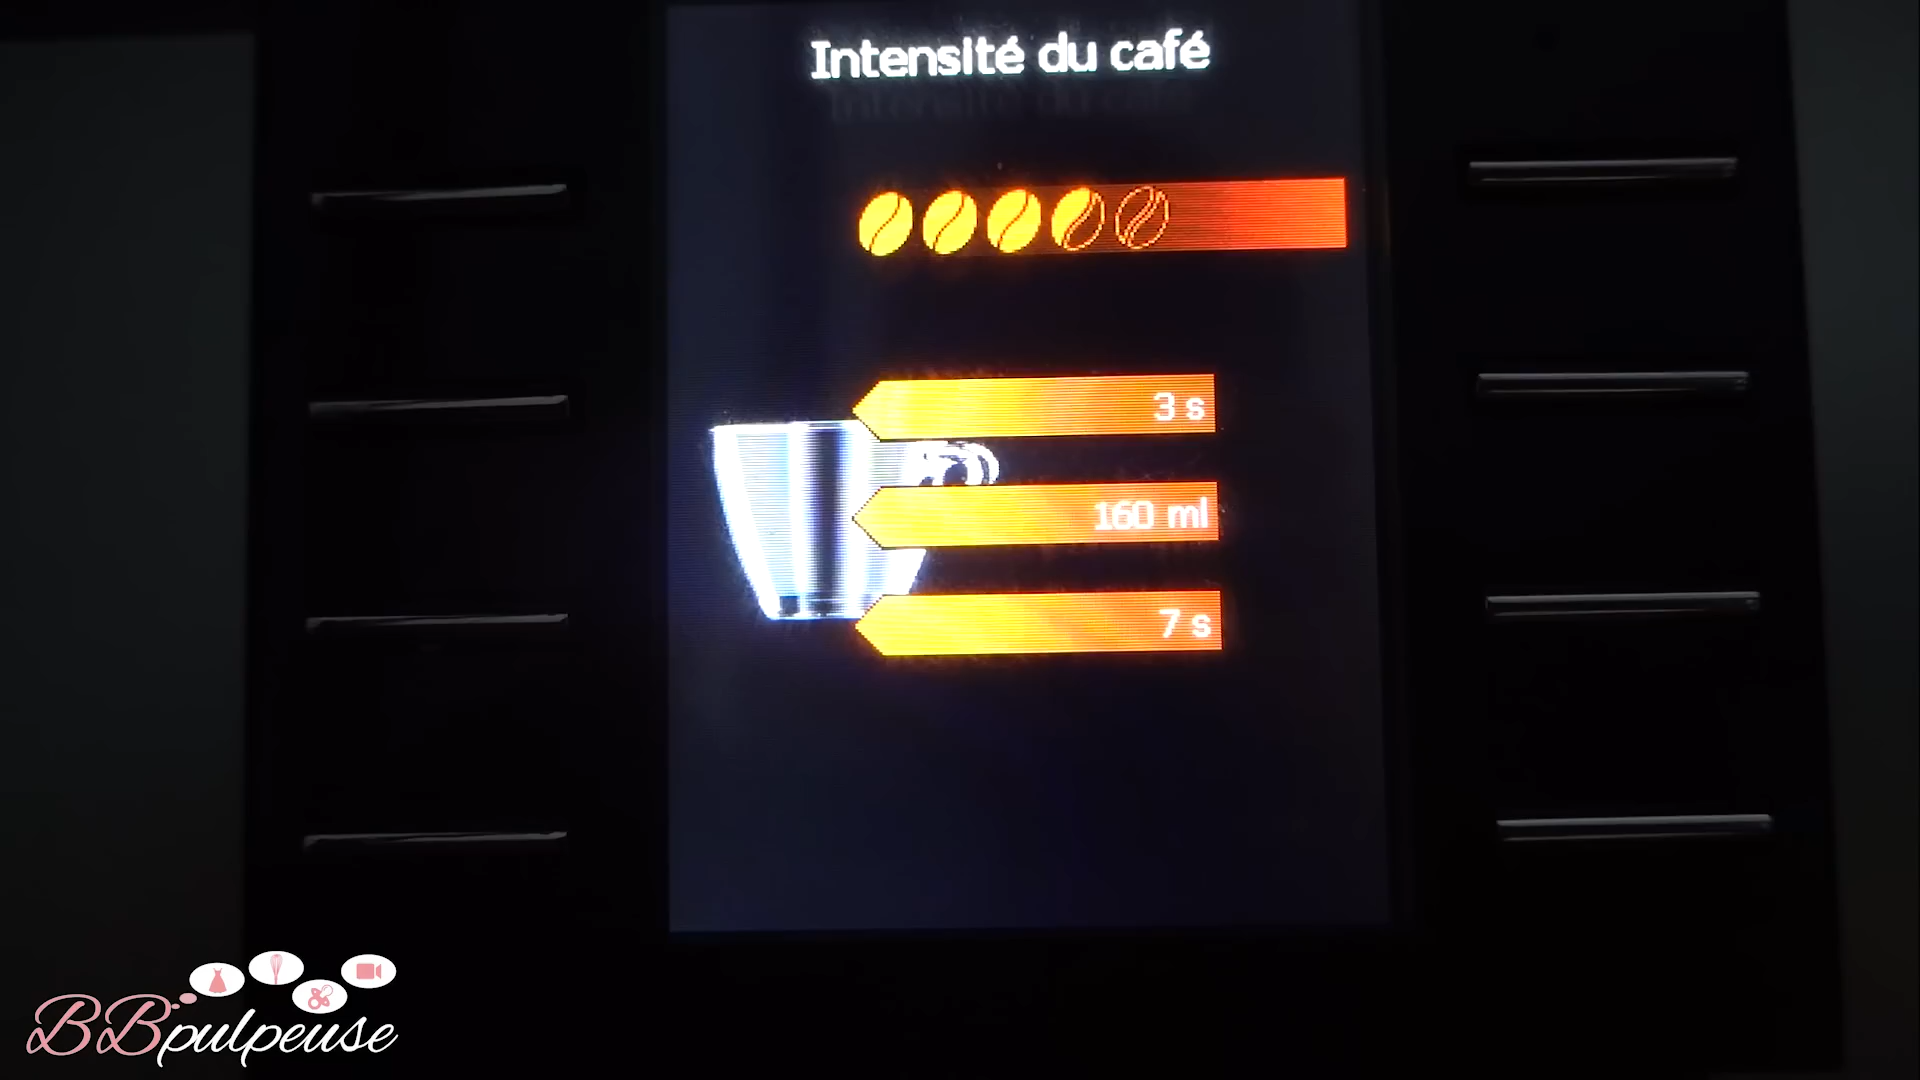 Intensité du café
3 s
160 ml
7 s
BBpulpeuse